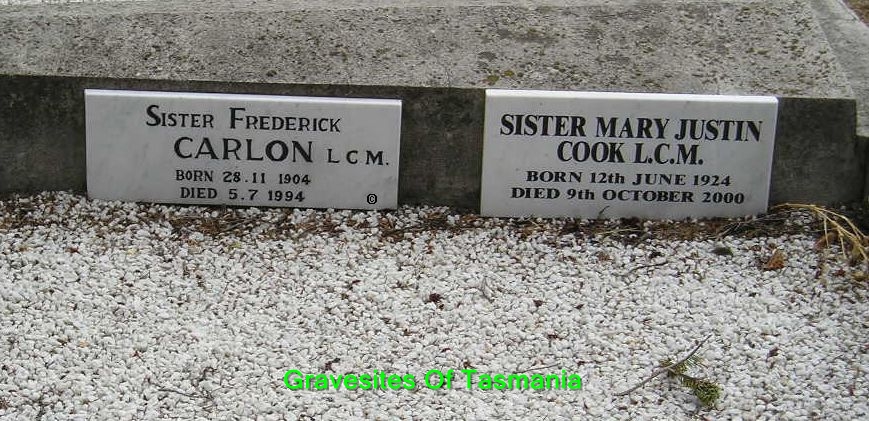 SISTER FREDERICK
CARLON L C M.
BORN 28·11 1904
DIED 5·7 1994
SISTER MARY JUSTIN
COOK L.C.M.
BORN 12th JUNE 1924
DIED 9th OCTOBER 2000
Gravesites Of Tasmania